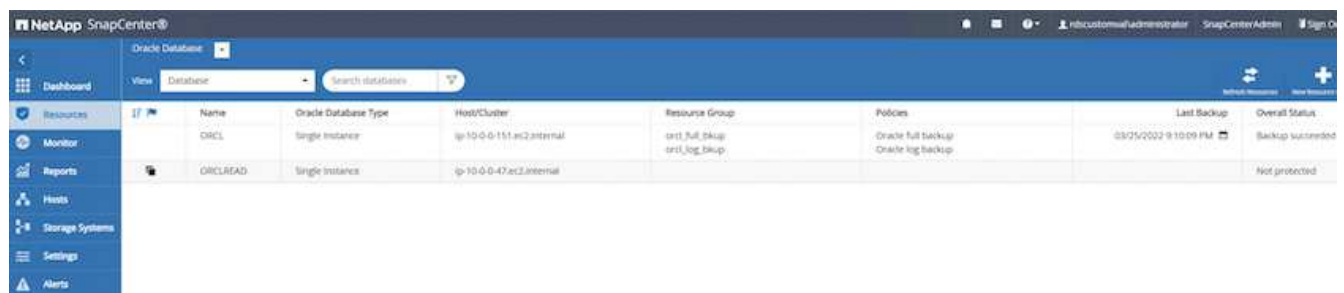 NetApp SnapCenter®
nbscustomval\administrator SnapCenterAdmin Sign O
Oracle Database
Dashboard
View Database Search databases
Refresh Resources New Resource
Resources
Name Oracle Database Type Host/Cluster Resource Group Policies Last Backup Overall Status
Monitor
ORCL Single Instance ip-10-0-0-151.ec2.internal orcl_full_bkup Oracle full backup 03/25/2022 9:10:09 PM Backup succeeded
orcl_log_bkup Oracle log backup
Reports
ORCLREAD Single Instance ip-10-0-0-47.ec2.internal Not protected
Hosts
Storage Systems
Settings
Alerts